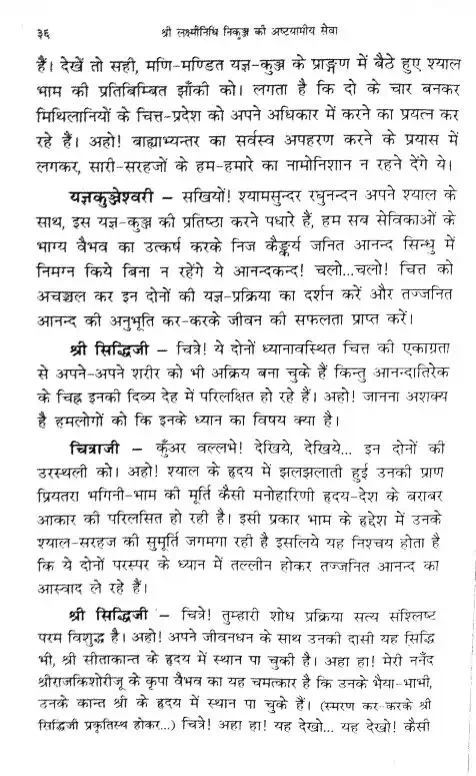 ३६ श्री लक्ष्मीनिधि निकुञ्ज की अष्टयामीय सेवा
हैं। देखें तो सही, मणि-मण्डित यज्ञ-कुञ्ज के प्राङ्गण में बैठे हुए श्याल
भाम की प्रतिबिम्बित झाँकी को। लगता है कि दो के चार बनकर
मिथिलानियों के चित्त-प्रदेश को अपने अधिकार में करने का प्रयत्न कर
रहे हैं। अहो! बाह्याभ्यन्तर का सर्वस्व अपहरण करने के प्रयास में
लगकर, सारी-सरहजों के हम-हमारे का नामोनिशान न रहने देंगे ये।
यज्ञकुञ्जेश्वरी – सखियों! श्यामसुन्दर रघुनन्दन अपने श्याल के
साथ, इस यज्ञ-कुञ्ज की प्रतिष्ठा करने पधारे हैं, हम सब सेविकाओं के
भाग्य वैभव का उत्कर्ष करके निज कैङ्कर्य जनित आनन्द सिन्धु में
निमग्न किये बिना न रहेंगे ये आनन्दकन्द! चलो...चलो! चित्त को
अचञ्चल कर इन दोनों की यज्ञ-प्रक्रिया का दर्शन करें और तज्जनित
आनन्द की अनुभूति कर-करके जीवन की सफलता प्राप्त करें।
श्री सिद्धिजी – चित्रे! ये दोनों ध्यानावस्थित चित्त की एकाग्रता
से अपने-अपने शरीर को भी अक्रिय बना चुके हैं किन्तु आनन्दातिरेक
के चिह्न इनकी दिव्य देह में परिलक्षित हो रहे हैं। अहो! जानना अशक्य
है हमलोगों को कि इनके ध्यान का विषय क्या है।
चित्राजी – कुँअर वल्लभे! देखिये, देखिये... इन दोनों की
उरस्थली को। अहो! श्याल के हृदय में झलझलाती हुई उनकी प्राण
प्रियतरा भगिनी-भाम की मूर्ति कैसी मनोहारिणी हृदय-देश के बराबर
आकार की परिलसित हो रही है। इसी प्रकार भाम के हृद्देश में उनके
श्याल-सरहज की सुमूर्ति जगमगा रही है इसलिये यह निश्चय होता है
कि ये दोनों परस्पर के ध्यान में तल्लीन होकर तज्जनित आनन्द का
आस्वाद ले रहे हैं।
श्री सिद्धिजी – चित्रे! तुम्हारी शोध प्रक्रिया सत्य संश्लिष्ट
परम विशुद्ध है। अहो! अपने जीवनधन के साथ उनकी दासी यह सिद्धि
भी, श्री सीताकान्त के हृदय में स्थान पा चुकी है। अहा हा! मेरी ननँद
श्रीराजकिशोरीजू के कृपा वैभव का यह चमत्कार है कि उनके भैया-भाभी,
उनके कान्त श्री के हृदय में स्थान पा चुके हैं। (स्मरण कर-करके श्री
सिद्धिजी प्रकृतिस्थ होकर...) चित्रे! अहा हा! यह देखो... यह देखो! कैसी